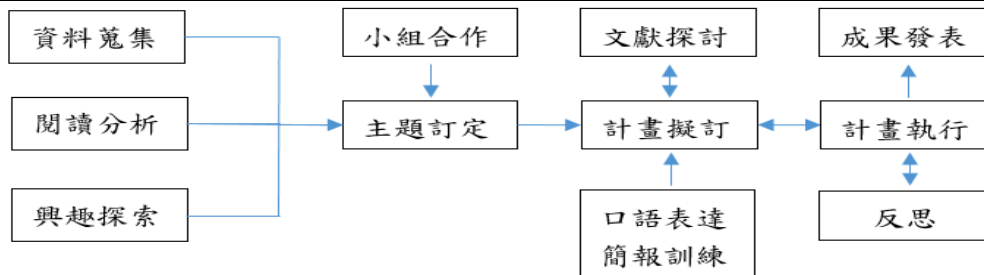 資料蒐集
小組合作
文獻探討
成果發表
閱讀分析
主題訂定
計畫擬訂
計畫執行
興趣探索
口語表達
簡報訓練
反思